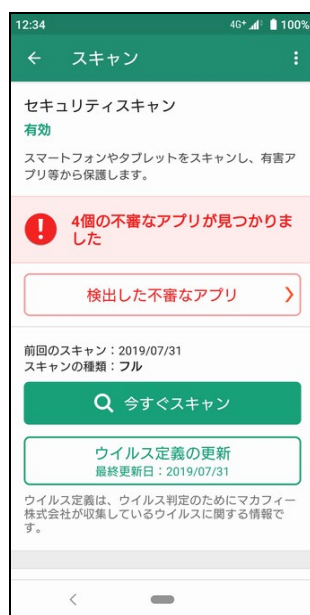 12:34 4G+ 100%
スキャン
セキュリティスキャン
有効
スマートフォンやタブレットをスキャンし、有害ア
プリ等から保護します。
4個の不審なアプリが見つかりま
した
検出した不審なアプリ
前回のスキャン：2019/07/31
スキャンの種類：フル
今すぐスキャン
ウイルス定義の更新
最終更新日：2019/07/31
ウイルス定義は、ウイルス判定のためにマカフィー
株式会社が収集しているウイルスに関する情報で
す。